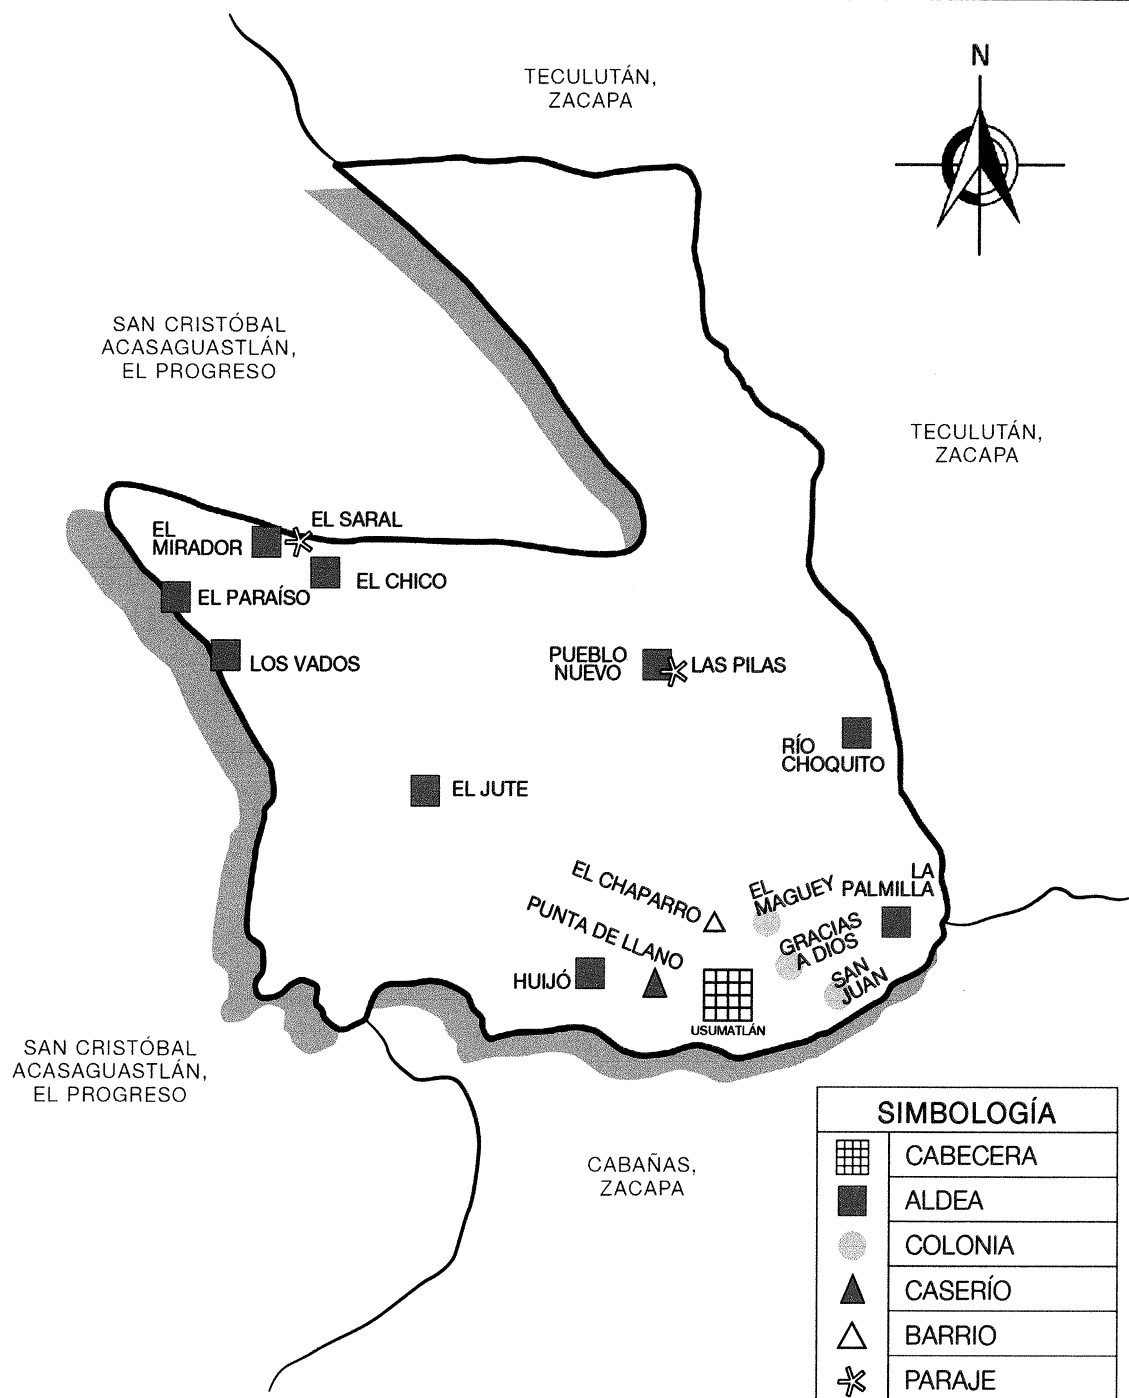 N
TECULUTÁN,
ZACAPA
SAN CRISTÓBAL
ACASAGUASTLÁN,
EL PROGRESO
TECULUTÁN,
ZACAPA
EL SARAL
EL
MIRADOR
EL CHICO
EL PARAÍSO
LOS VADOS
PUEBLO
NUEVO
LAS PILAS
RÍO
CHOQUITO
EL JUTE
EL CHAPARRO
EL
MAGUEY
LA
PALMILLA
PUNTA DE LLANO
GRACIAS
A DIOS
SAN
JUAN
HUIJÓ
USUMATLÁN
SAN CRISTÓBAL
ACASAGUASTLÁN,
EL PROGRESO
CABAÑAS,
ZACAPA
SIMBOLOGÍA
CABECERA
ALDEA
COLONIA
CASERÍO
BARRIO
PARAJE